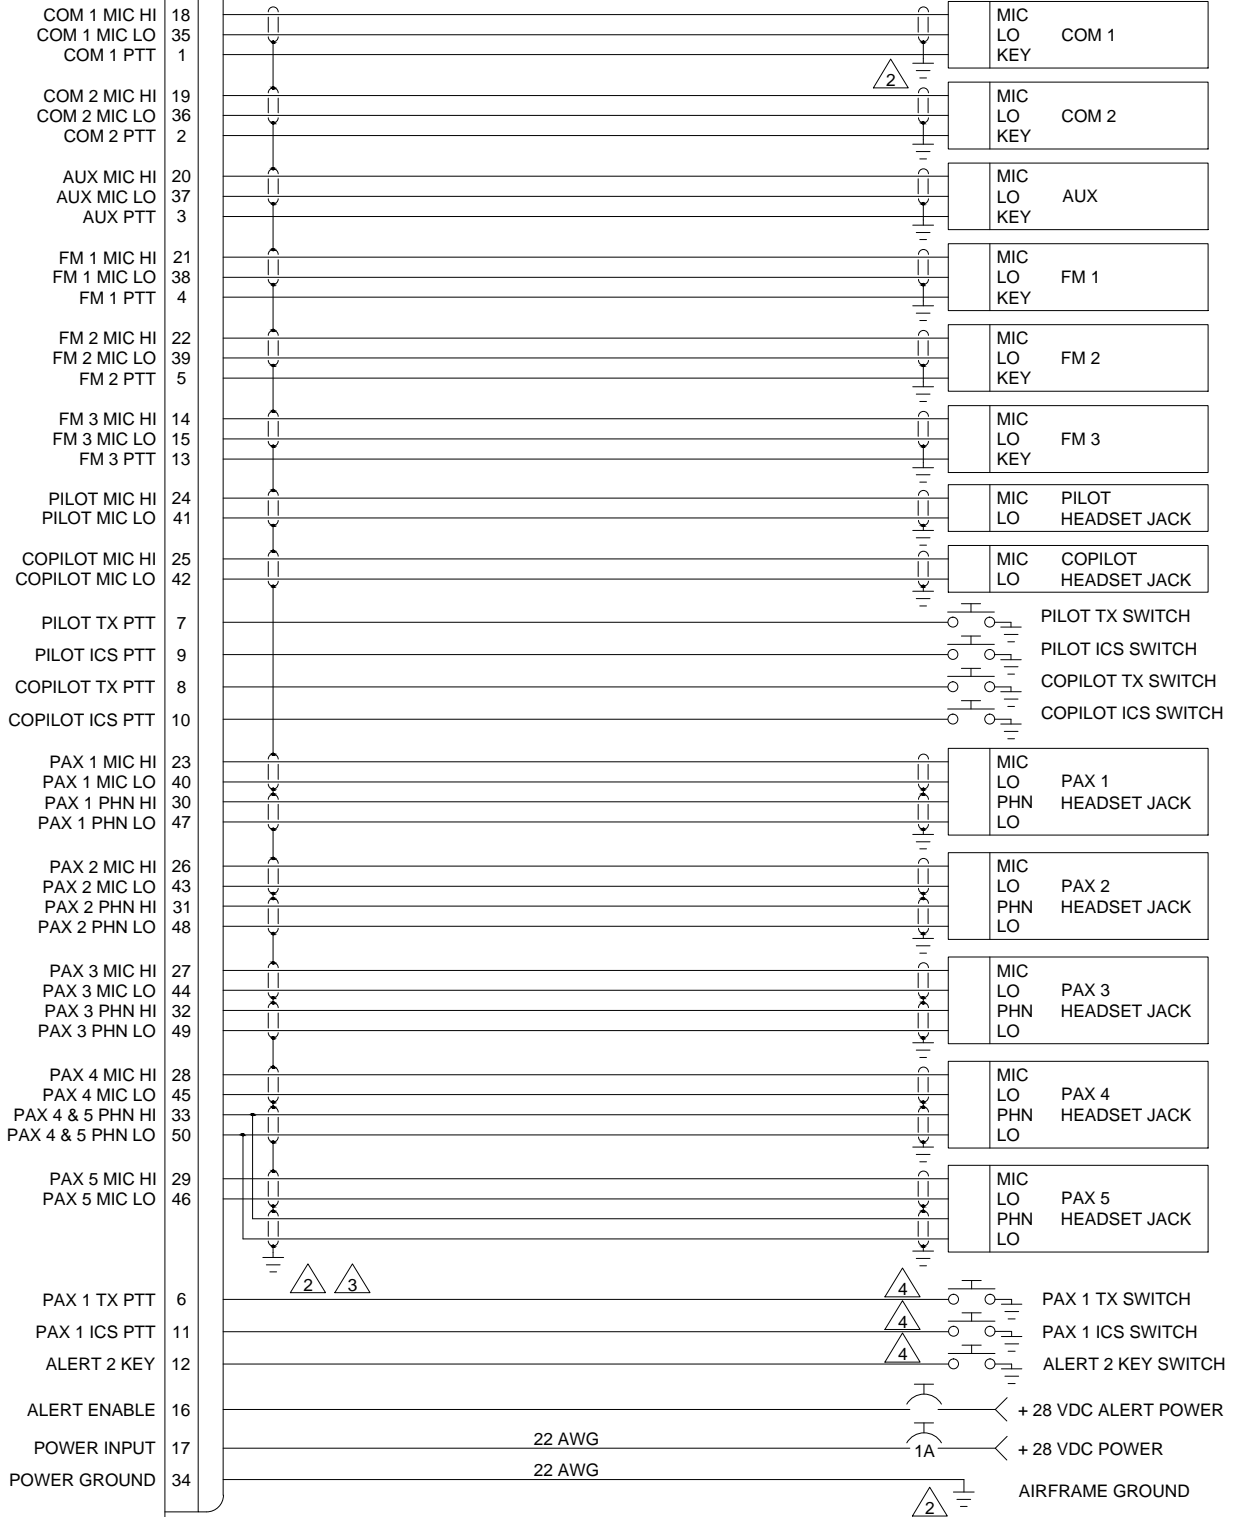 COM 1 MIC HI 18 MIC
COM 1 MIC LO 35 LO COM 1
COM 1 PTT 1 KEY
2
COM 2 MIC HI 19 MIC
COM 2 MIC LO 36 LO COM 2
COM 2 PTT 2 KEY
AUX MIC HI 20 MIC
AUX MIC LO 37 LO AUX
AUX PTT 3 KEY
FM 1 MIC HI 21 MIC
FM 1 MIC LO 38 LO FM 1
FM 1 PTT 4 KEY
FM 2 MIC HI 22 MIC
FM 2 MIC LO 39 LO FM 2
FM 2 PTT 5 KEY
FM 3 MIC HI 14 MIC
FM 3 MIC LO 15 LO FM 3
FM 3 PTT 13 KEY
PILOT MIC HI 24 MIC PILOT
PILOT MIC LO 41 LO HEADSET JACK
COPILOT MIC HI 25 MIC COPILOT
COPILOT MIC LO 42 LO HEADSET JACK
PILOT TX PTT 7 PILOT TX SWITCH
PILOT ICS PTT 9 PILOT ICS SWITCH
COPILOT TX PTT 8 COPILOT TX SWITCH
COPILOT ICS PTT 10 COPILOT ICS SWITCH
PAX 1 MIC HI 23 MIC
PAX 1 MIC LO 40 LO PAX 1
PAX 1 PHN HI 30 PHN HEADSET JACK
PAX 1 PHN LO 47 LO
PAX 2 MIC HI 26 MIC
PAX 2 MIC LO 43 LO PAX 2
PAX 2 PHN HI 31 PHN HEADSET JACK
PAX 2 PHN LO 48 LO
PAX 3 MIC HI 27 MIC
PAX 3 MIC LO 44 LO PAX 3
PAX 3 PHN HI 32 PHN HEADSET JACK
PAX 3 PHN LO 49 LO
PAX 4 MIC HI 28 MIC
PAX 4 MIC LO 45 LO PAX 4
PAX 4 & 5 PHN HI 33 PHN HEADSET JACK
PAX 4 & 5 PHN LO 50 LO
PAX 5 MIC HI 29 MIC
PAX 5 MIC LO 46 LO PAX 5
PHN HEADSET JACK
LO
2 3
PAX 1 TX PTT 6 4 PAX 1 TX SWITCH
PAX 1 ICS PTT 11 4 PAX 1 ICS SWITCH
ALERT 2 KEY 12 4 ALERT 2 KEY SWITCH
ALERT ENABLE 16 + 28 VDC ALERT POWER
POWER INPUT 17 22 AWG 1A + 28 VDC POWER
POWER GROUND 34 22 AWG AIRFRAME GROUND
2